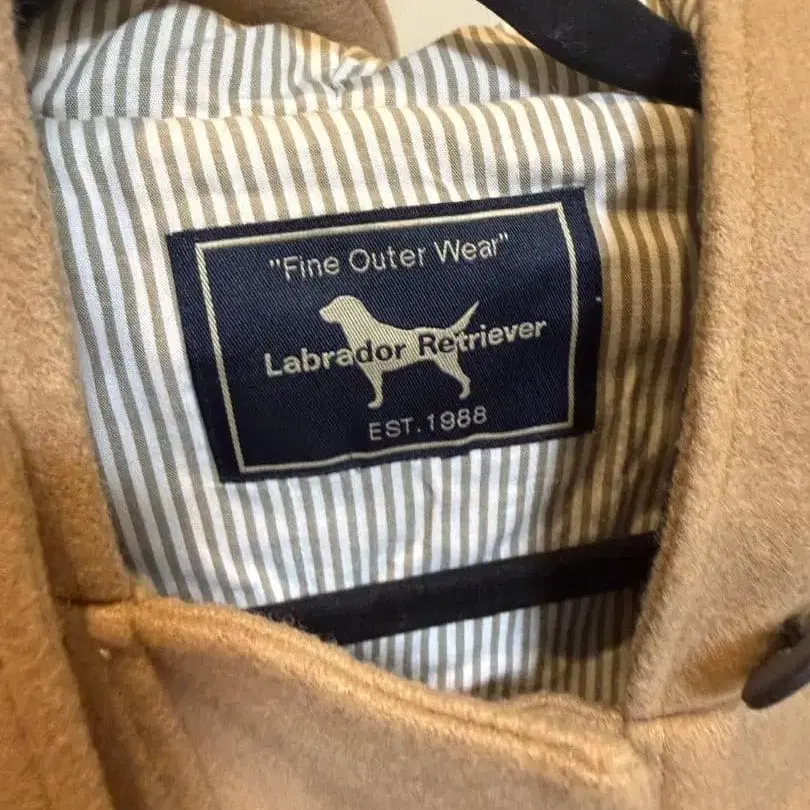 "Fine Outer Wear"
Labrador Retriever
EST.1988